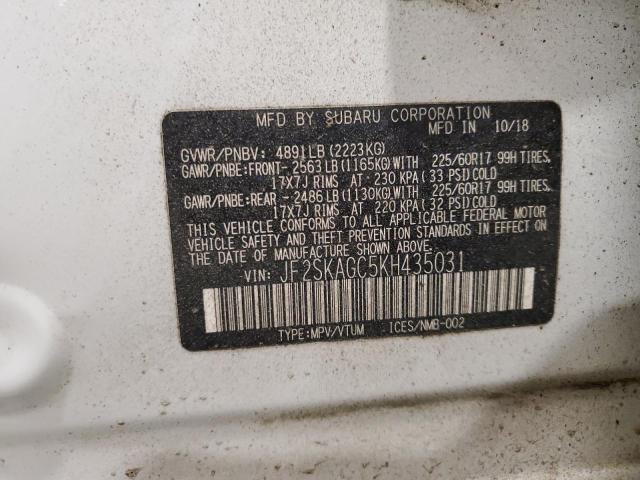 MFD BY SUBARU CORPORATION
MFD IN 10/18
GVWR/PNBV: 4891LB (2223KG)
GAWR/PNBE:FRONT- 2563 LB (1165KG)WITH 225/60R17 99H TIRES,
17X7J RIMS AT 230 KPA ( 33 PSI) COLD
GAWR/PNBE:REAR -2486 LB (1130KG)WITH 225/60R17 99H TIRES,
17X7J RIMS AT 220 KPA ( 32 PSI) COLD
THIS VEHICLE CONFORMS TO ALL APPLICABLE FEDERAL MOTOR
VEHICLE SAFETY AND THEFT PREVENTION STANDARDS IN EFFECT ON
THE DATE OF MANUFACTURE SHOWN ABOVE.
VIN: JF2SKAGC5KH435031
TYPE:MPV/VTUM ICES/NMB-002